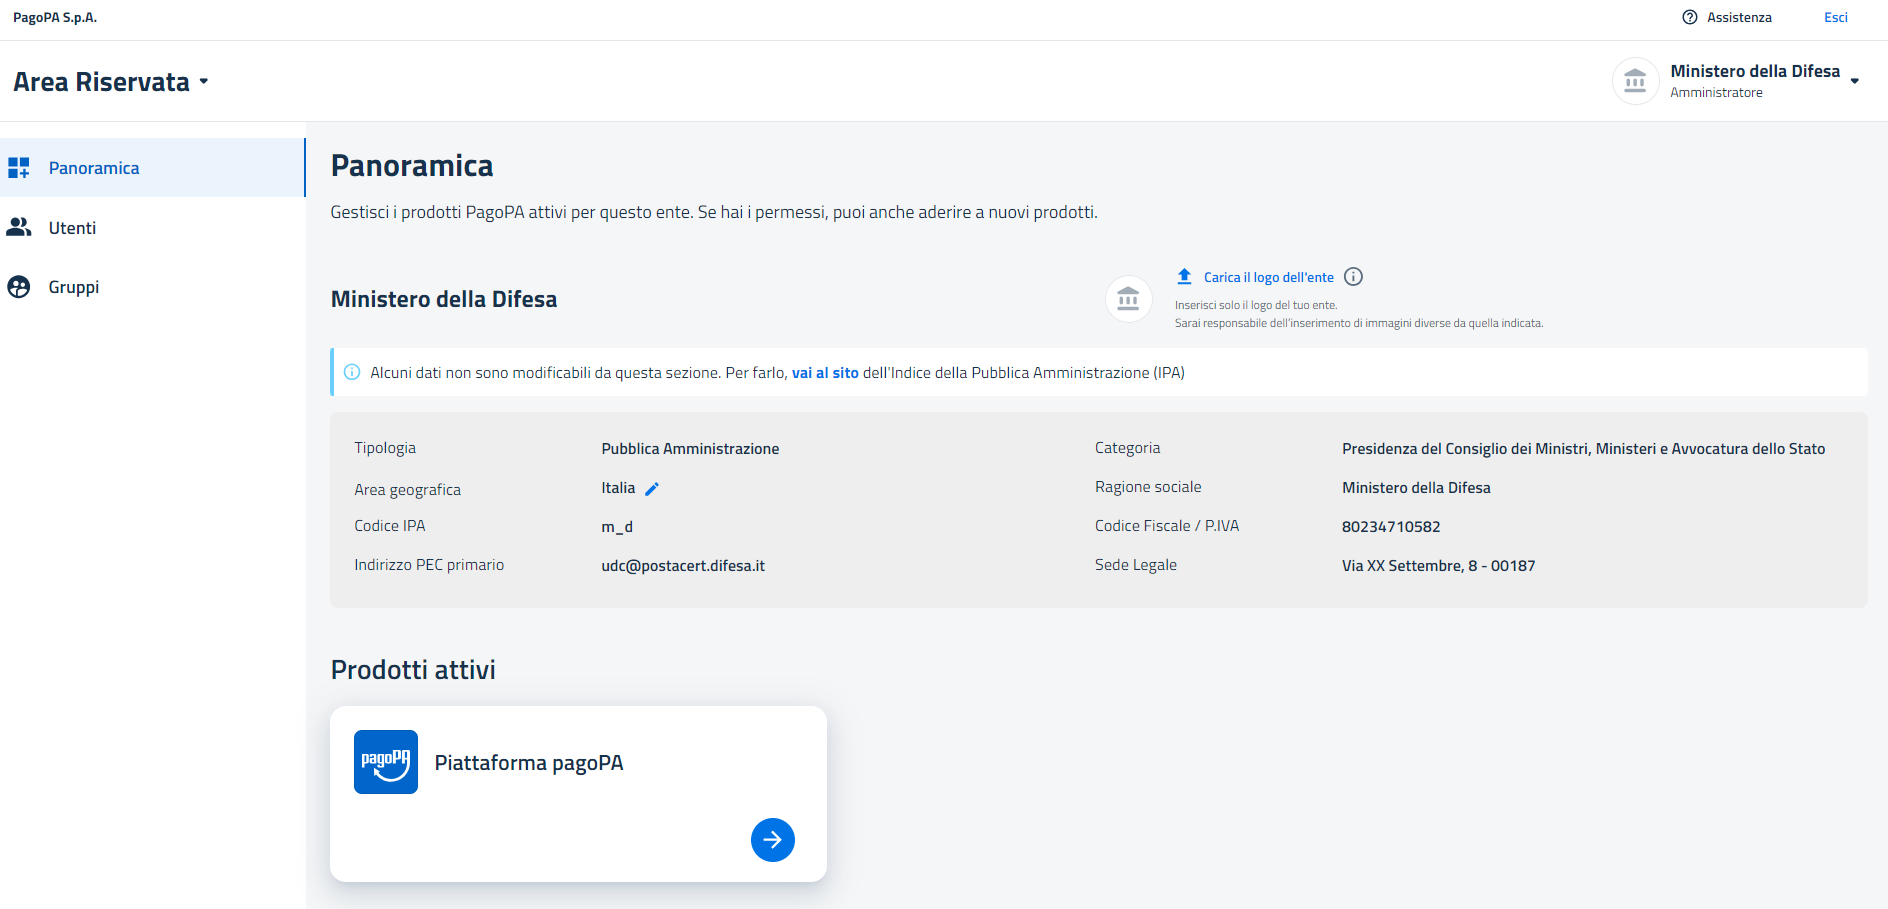 PagoPA S.p.A.
Assistenza
Esci
Area Riservata
Ministero della Difesa
Amministratore
Panoramica
Utenti
Gruppi
Panoramica
Gestisci i prodotti PagoPA attivi per questo ente. Se hai i permessi, puoi anche aderire a nuovi prodotti.
Ministero della Difesa
Carica il logo dell'ente
Inserisci solo il logo del tuo ente.
Sarai responsabile dell'inserimento di immagini diverse da quella indicata.
Alcuni dati non sono modificabili da questa sezione. Per farlo, vai al sito dell'Indice della Pubblica Amministrazione (IPA)
Tipologia Pubblica Amministrazione
Area geografica Italia
Codice IPA m_d
Indirizzo PEC primario udc@postacert.difesa.it
Categoria Presidenza del Consiglio dei Ministri, Ministeri e Avvocatura dello Stato
Ragione sociale Ministero della Difesa
Codice Fiscale / P.IVA 80234710582
Sede Legale Via XX Settembre, 8 - 00187
Prodotti attivi
pagoPA
Piattaforma pagoPA